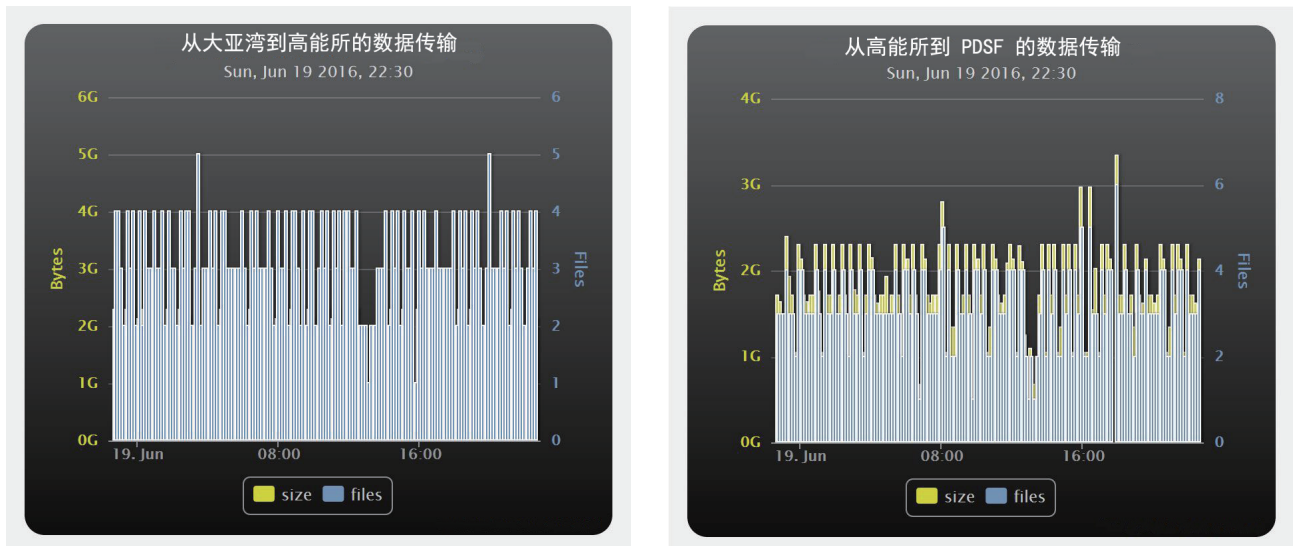 从大亚湾到高能所的数据传输
Sun, Jun 19 2016, 22:30
6G
5G
4G
3G
2G
1G
0G
Bytes
6
5
4
3
2
1
0
Files
19. Jun
08:00
16:00
size
files
从高能所到 PDSF 的数据传输
Sun, Jun 19 2016, 22:30
4G
3G
2G
1G
0G
Bytes
8
6
4
2
0
Files
19. Jun
08:00
16:00
size
files